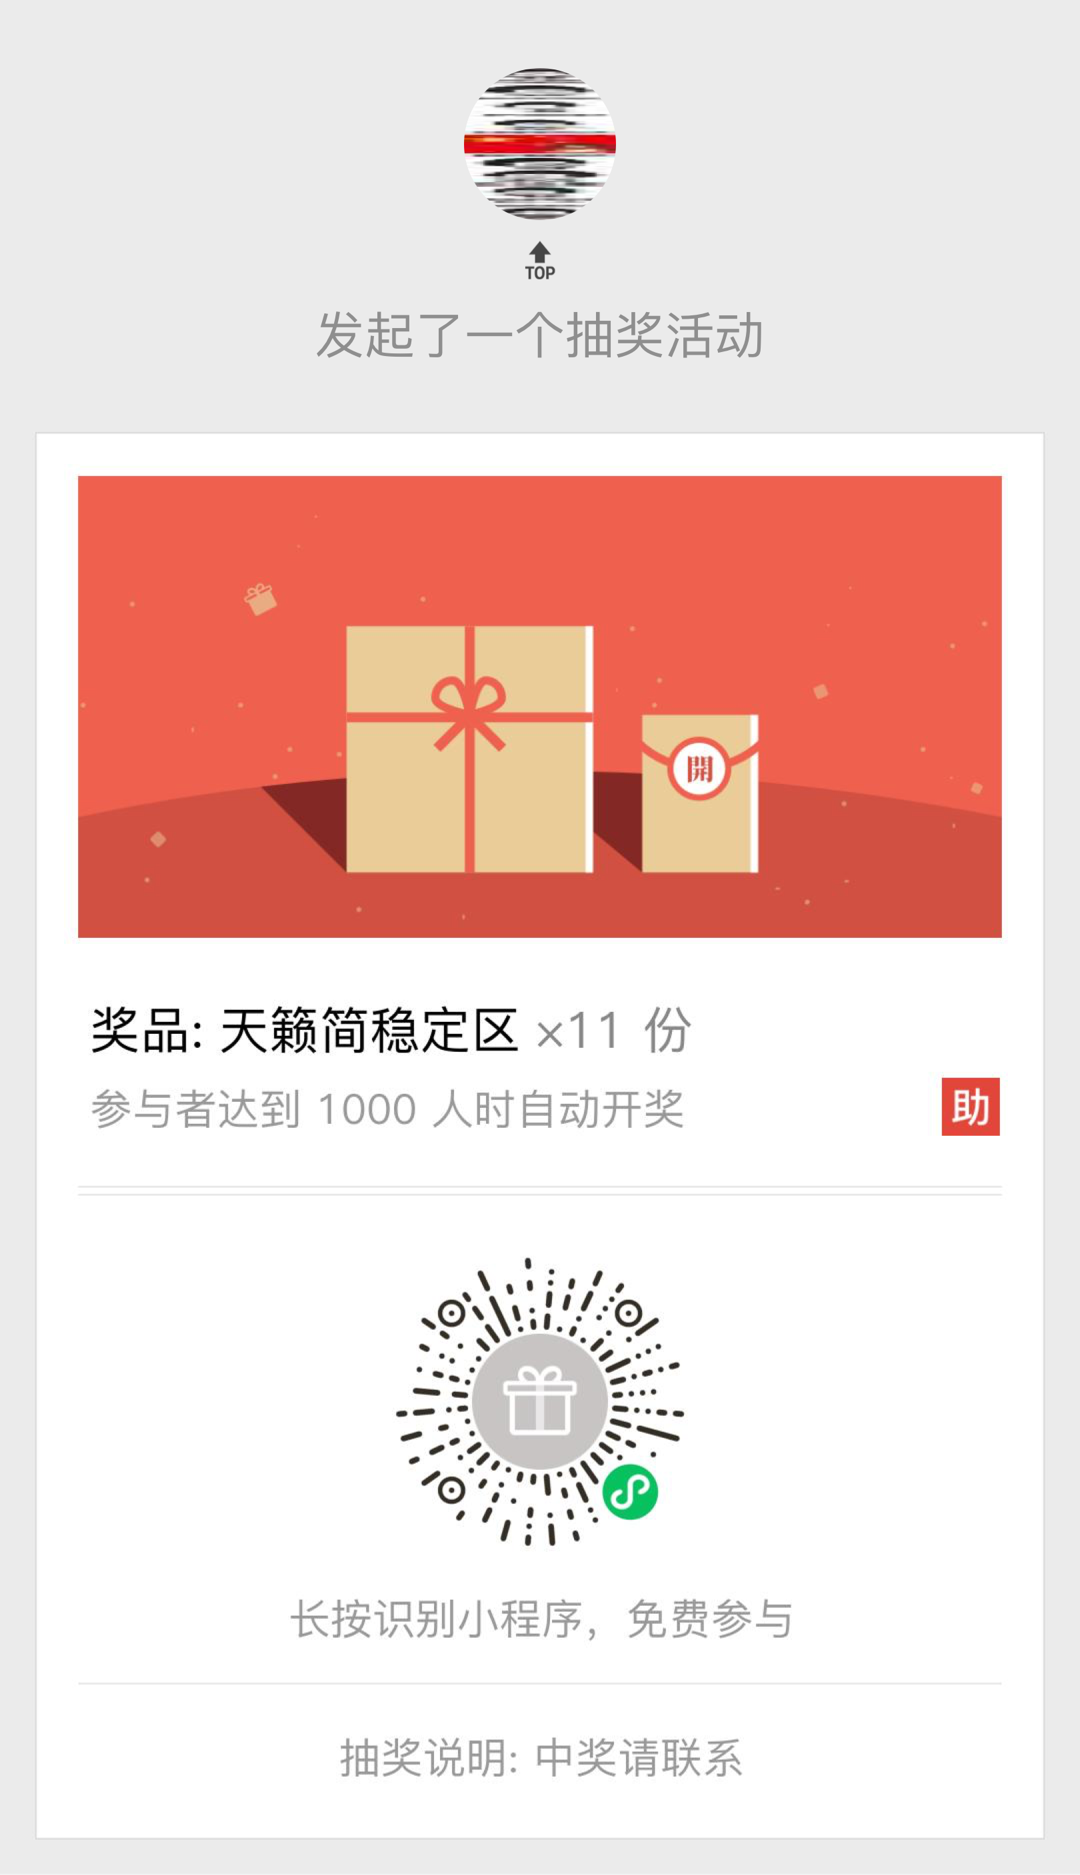 TOP
发起了一个抽奖活动
開
奖品: 天籁简稳定区 ×11 份
参与者达到 1000 人时自动开奖
助
长按识别小程序，免费参与
抽奖说明: 中奖请联系